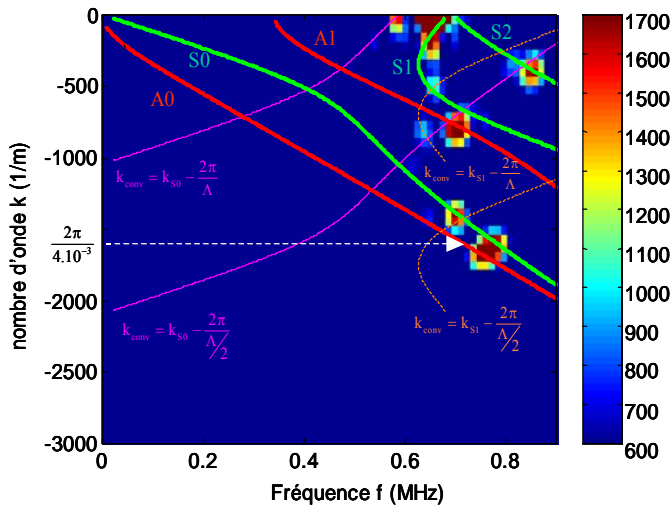 0
-500
-1000
-1500
-2000
-2500
-3000
2π
4.10⁻³
nombre d'onde k (1/m)
0
0.2
0.4
0.6
0.8
Fréquence f (MHz)
A0
S0
A1
S1
S2
k_conv = k_S0 − 2π/Λ
k_conv = k_S1 − 2π/Λ
k_conv = k_S0 − 2π/(Λ/2)
k_conv = k_S1 − 2π/(Λ/2)
1700
1600
1500
1400
1300
1200
1100
1000
900
800
700
600